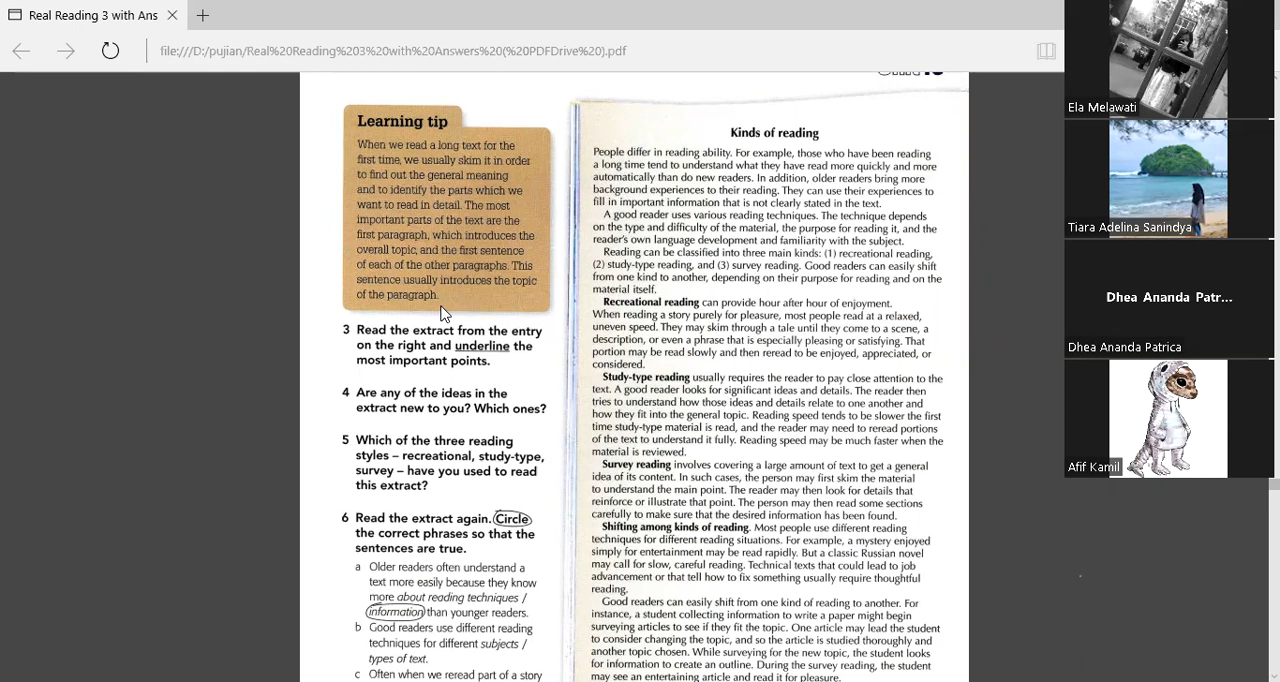 Real Reading 3 with Ans
file:///D:/pujian/Real%20Reading%203%20with%20Answers%20(%20PDFDrive%20).pdf
Learning tip
When we read a long text for the
first time, we usually skim it in order
to find out the general meaning
and to identify the parts which we
want to read in detail. The most
important parts of the text are the
first paragraph, which introduces the
overall topic, and the first sentence
of each of the other paragraphs. This
sentence usually introduces the topic
of the paragraph.
3 Read the extract from the entry
on the right and underline the
most important points.
4 Are any of the ideas in the
extract new to you? Which ones?
5 Which of the three reading
styles – recreational, study-type,
survey – have you used to read
this extract?
6 Read the extract again. Circle
the correct phrases so that the
sentences are true.
a Older readers often understand a
text more easily because they know
more about reading techniques /
information than younger readers.
b Good readers use different reading
techniques for different subjects /
types of text.
c Often when we reread part of a story
Kinds of reading
People differ in reading ability. For example, those who have been reading
a long time tend to understand what they have read more quickly and more
automatically than do new readers. In addition, older readers bring more
background experiences to their reading. They can use their experiences to
fill in important information that is not clearly stated in the text.
A good reader uses various reading techniques. The technique depends
on the type and difficulty of the material, the purpose for reading it, and the
reader's own language development and familiarity with the subject.
Reading can be classified into three main kinds: (1) recreational reading,
(2) study-type reading, and (3) survey reading. Good readers can easily shift
from one kind to another, depending on their purpose for reading and on the
material itself.
Recreational reading can provide hour after hour of enjoyment.
When reading a story purely for pleasure, most people read at a relaxed,
uneven speed. They may skim through a tale until they come to a scene, a
description, or even a phrase that is especially pleasing or satisfying. That
portion may be read slowly and then reread to be enjoyed, appreciated, or
considered.
Study-type reading usually requires the reader to pay close attention to the
text. A good reader looks for significant ideas and details. The reader then
tries to understand how those ideas and details relate to one another and
how they fit into the general topic. Reading speed tends to be slower the first
time study-type material is read, and the reader may need to reread portions
of the text to understand it fully. Reading speed may be much faster when the
material is reviewed.
Survey reading involves covering a large amount of text to get a general
idea of its content. In such cases, the person may first skim the material
to understand the main point. The reader may then look for details that
reinforce or illustrate that point. The person may then read some sections
carefully to make sure that the desired information has been found.
Shifting among kinds of reading. Most people use different reading
techniques for different reading situations. For example, a mystery enjoyed
simply for entertainment may be read rapidly. But a classic Russian novel
may call for slow, careful reading. Technical texts that could lead to job
advancement or that tell how to fix something usually require thoughtful
reading.
Good readers can easily shift from one kind of reading to another. For
instance, a student collecting information to write a paper might begin
surveying articles to see if they fit the topic. One article may lead the student
to consider changing the topic, and so the article is studied thoroughly and
another topic chosen. While surveying for the new topic, the student looks
for information to create an outline. During the survey reading, the student
may see an entertaining article and read it for pleasure.
Ela Melawati
Tiara Adelina Sanindya
Dhea Ananda Patr...
Dhea Ananda Patrica
Afif Kamil